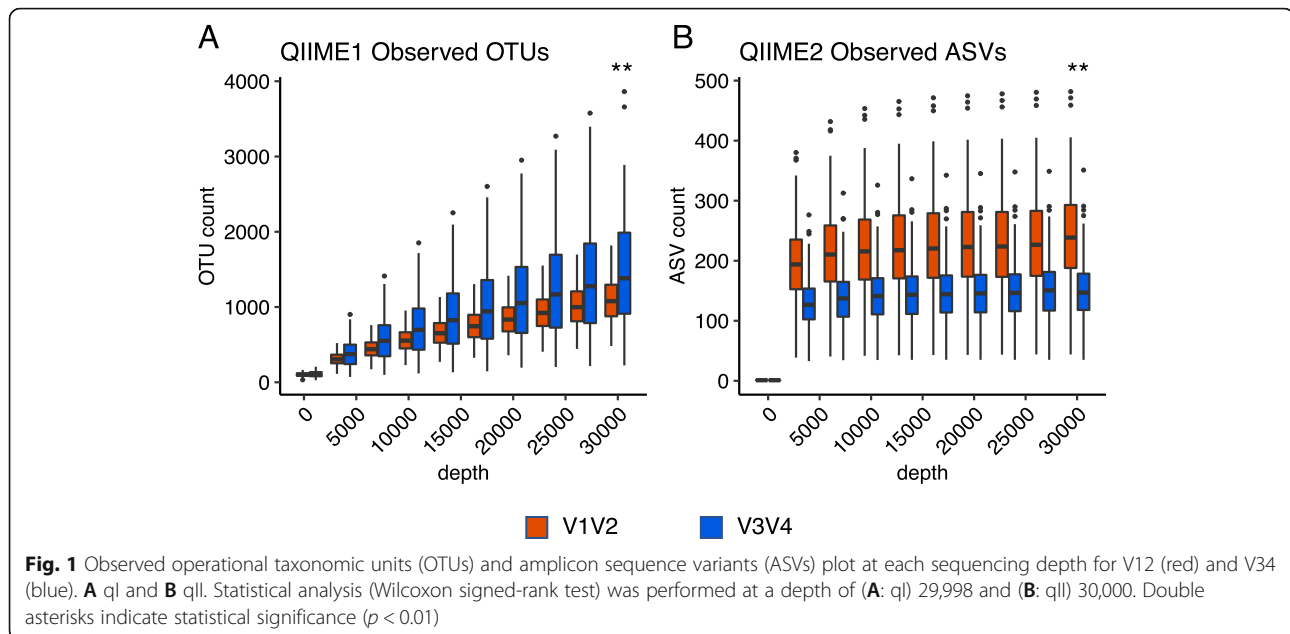 A
QIIME1 Observed OTUs
**
4000
3000
2000
1000
0
OTU count
0
5000
10000
15000
20000
25000
30000
depth
B
QIIME2 Observed ASVs
**
500
400
300
200
100
0
ASV count
0
5000
10000
15000
20000
25000
30000
depth
V1V2
V3V4
Fig. 1 Observed operational taxonomic units (OTUs) and amplicon sequence variants (ASVs) plot at each sequencing depth for V12 (red) and V34
(blue). A qI and B qII. Statistical analysis (Wilcoxon signed-rank test) was performed at a depth of (A: qI) 29,998 and (B: qII) 30,000. Double
asterisks indicate statistical significance (p < 0.01)